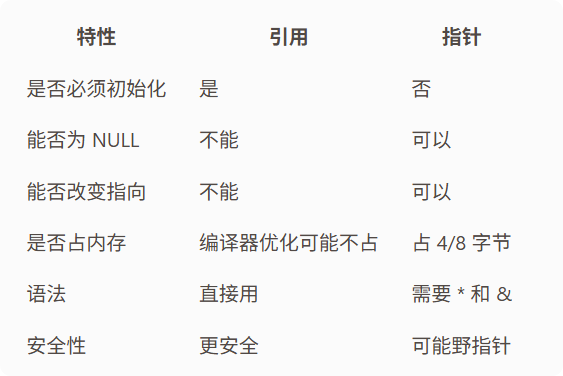 特性 引用 指针
是否必须初始化 是 否
能否为 NULL 不能 可以
能否改变指向 不能 可以
是否占内存 编译器优化可能不占 占 4/8 字节
语法 直接用 需要 * 和 &
安全性 更安全 可能野指针